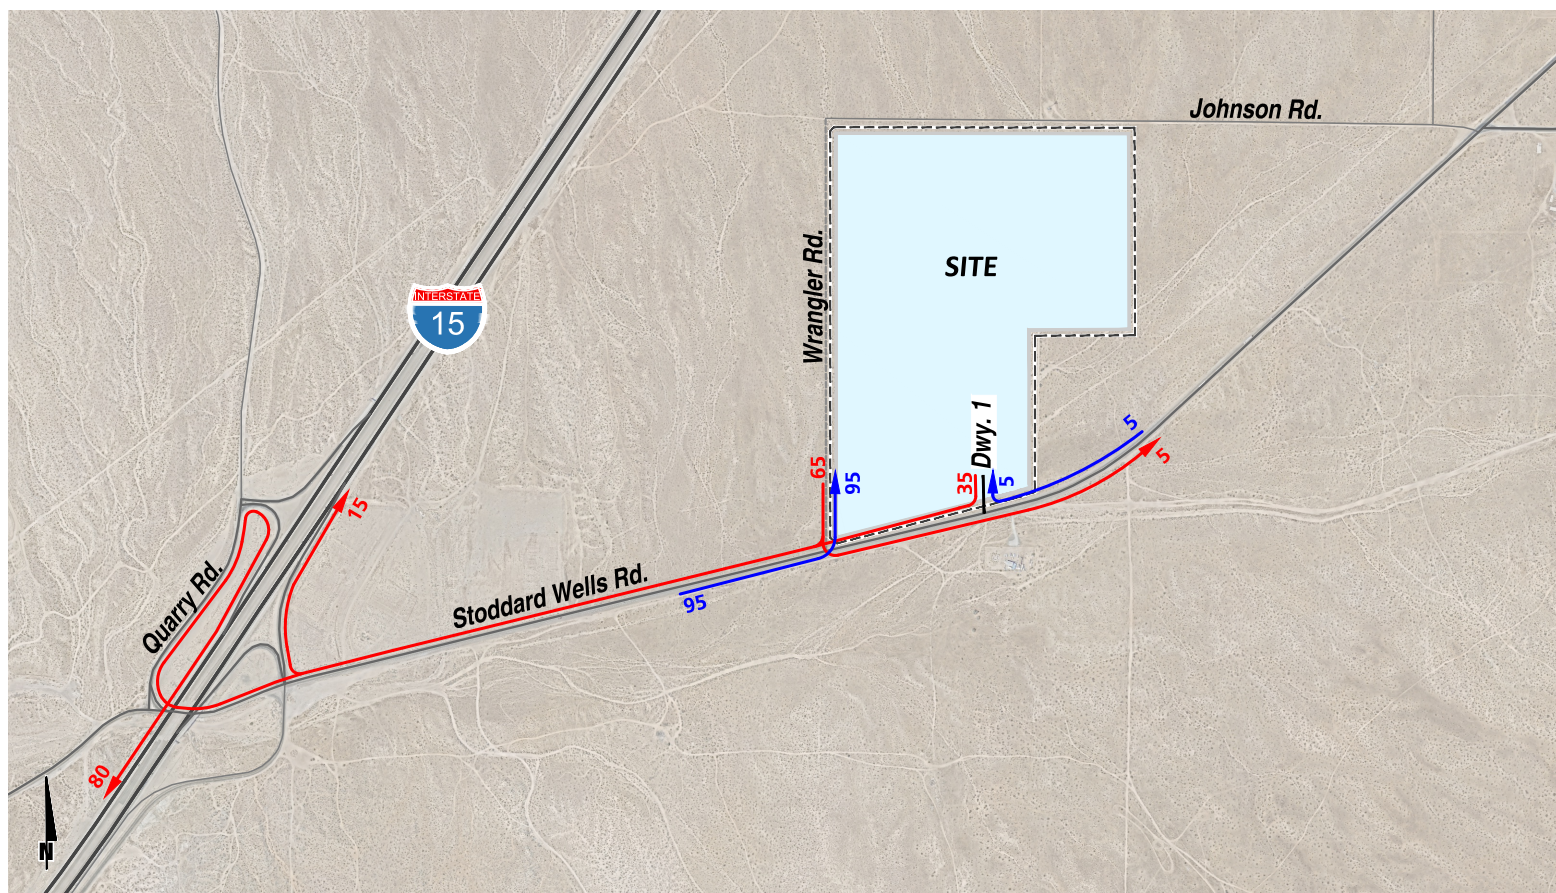 Johnson Rd.
Wrangler Rd.
SITE
INTERSTATE
15
Dwy. 1
5
5
65
95
35
5
15
Quarry Rd.
Stoddard Wells Rd.
95
80
N